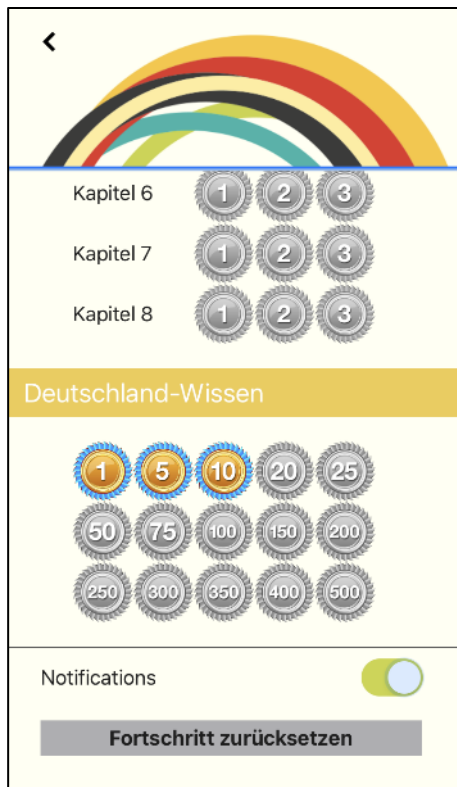 Kapitel 6 1 2 3
Kapitel 7 1 2 3
Kapitel 8 1 2 3
Deutschland-Wissen
1 5 10 20 25
50 75 100 150 200
250 300 350 400 500
Notifications
Fortschritt zurücksetzen